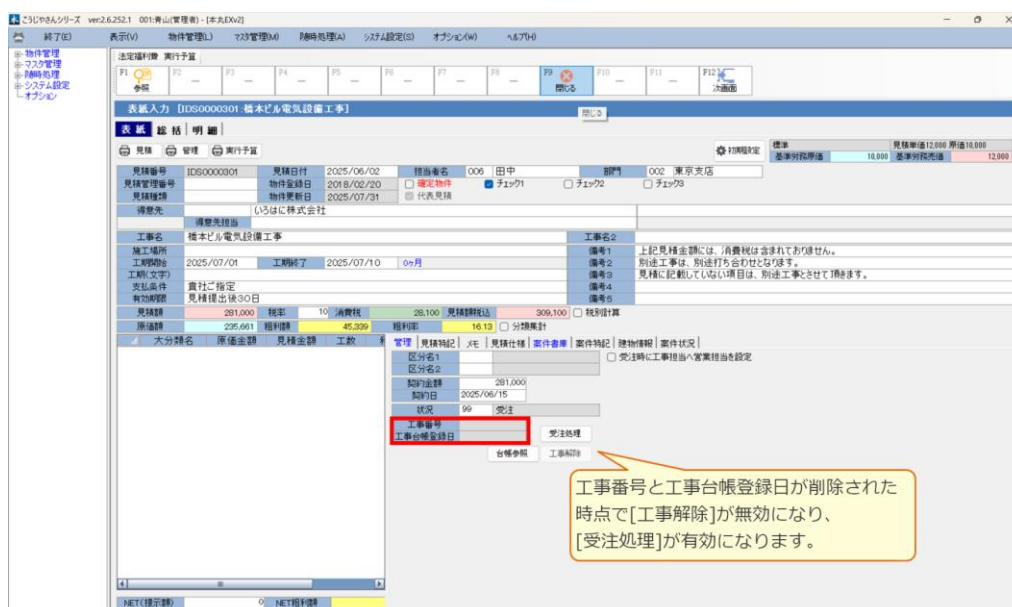 こうじやさんシリーズ ver:2.6.252.1 001:青山(管理者) - [本丸EXv2]
終了(E) 表示(V) 物件管理(L) マスタ管理(M) 随時処理(A) システム設定(S) オプション(W) ヘルプ(H)
物件管理
マスタ管理
随時処理
システム設定
オプション
法定福利費 実行予算
F1 参照 F2 F3 F4 F5 F6 F7 F8 F9 閉じる F10 F11 F12 次画面
表紙入力 [IDS0000301:橋本ビル電気設備工事]
閉じる
表紙 総括 明細
見積 管理 実行予算 初期値設定
標準 見積単価12,000 原価10,000
基準労務原価 10,000 基準労務売価 12,000
見積番号 IDS0000301 見積日付 2025/06/02 担当者名 006 田中 部門 002 東京支店
見積管理番号 物件登録日 2018/02/20 確定物件 チェック1 チェック2 チェック3
見積種類 物件更新日 2025/07/31 代表見積
得意先 いろはに株式会社
得意先担当
工事名 橋本ビル電気設備工事 工事名2
施工場所 備考1 上記見積金額には、消費税は含まれておりません。
工期開始 2025/07/01 工期終了 2025/07/10 0ヶ月 備考2 別途工事は、別途打ち合わせとなります。
工期(文字) 備考3 見積に記載していない項目は、別途工事とさせて頂きます。
支払条件 貴社ご指定 備考4
有効期限 見積提出後30日 備考5
見積額 281,000 税率 10 消費税 28,100 見積額税込 309,100 税別計算
原価額 235,661 粗利額 45,339 粗利率 16.13 分類集計
大分類名 原価金額 見積金額 工数
管理 見積特記 メモ 見積仕様 案件書庫 案件特記 建物情報 案件状況
区分名1 受注時に工事担当へ営業担当を設定
区分名2
契約金額 281,000
契約日 2025/06/15
状況 99 受注
工事番号
工事台帳登録日 受注処理
台帳参照 工事解除
工事番号と工事台帳登録日が削除された
時点で[工事解除]が無効になり、
[受注処理]が有効になります。
NET(提示額) 0 NET粗利額